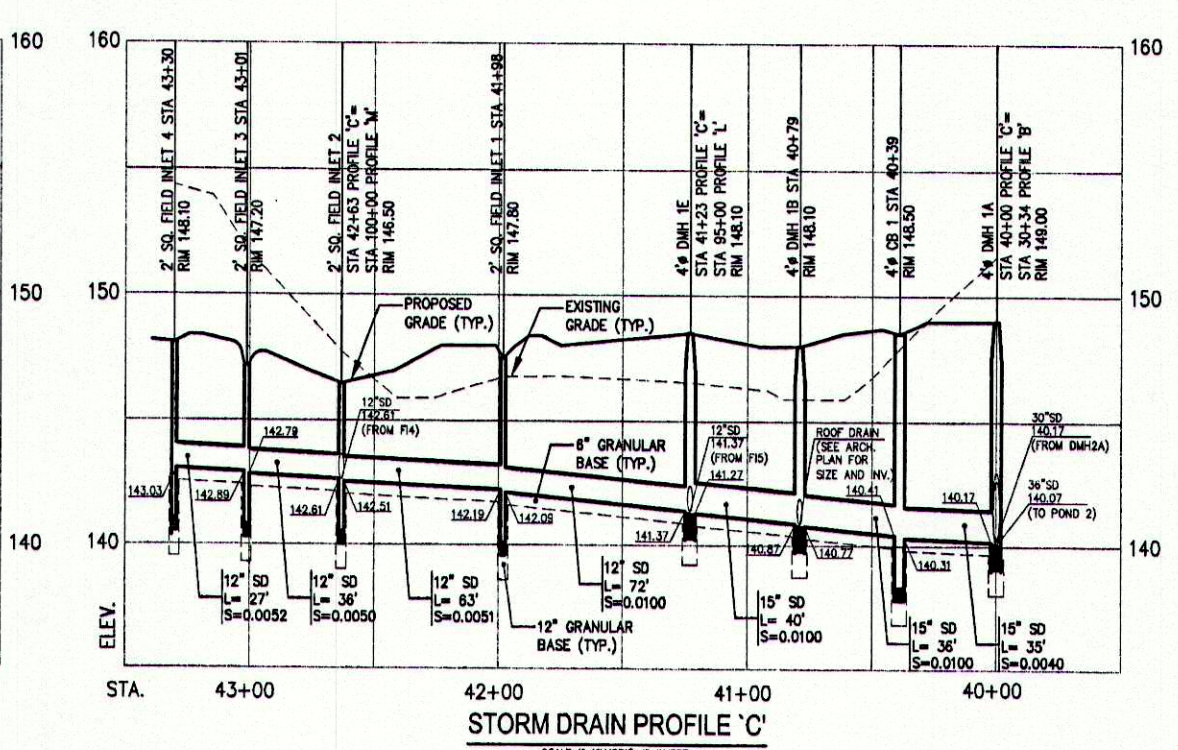 160
160
160
150
150
150
140
140
140
ELEV.
2' SQ. FIELD INLET 4 STA 43+30
RIM 148.10
2' SQ. FIELD INLET 3 STA 43+01
RIM 147.20
2' SQ. FIELD INLET 2
STA 42+63 PROFILE 'C'=
STA 100+00 PROFILE 'M'
RIM 146.50
2' SQ. FIELD INLET 1 STA 41+98
RIM 147.80
4'ø DMH 1E
STA 41+23 PROFILE 'C'=
STA 95+00 PROFILE 'L'
RIM 148.10
4'ø DMH 1B STA 40+79
RIM 148.10
4'ø CB 1 STA 40+39
RIM 148.50
4'ø DMH 1A
STA 40+00 PROFILE 'C'=
STA 30+34 PROFILE 'B'
RIM 149.00
PROPOSED
GRADE (TYP.)
EXISTING
GRADE (TYP.)
12"SD
142.61
(FROM FI4)
6" GRANULAR
BASE (TYP.)
12"SD
141.37
(FROM FI5)
141.27
ROOF DRAIN
(SEE ARCH.
PLAN FOR
SIZE AND INV.)
140.41
30"SD
140.17
(FROM DMH2A)
36"SD
140.07
(TO POND 2)
143.03
142.89
142.79
142.61
142.51
142.19
142.09
141.37
140.87
140.77
140.31
140.17
12" SD
L= 27'
S=0.0052
12" SD
L= 36'
S=0.0050
12" SD
L= 63'
S=0.0051
12" SD
L= 72'
S=0.0100
12" GRANULAR
BASE (TYP.)
15" SD
L= 40'
S=0.0100
15" SD
L= 36'
S=0.0100
15" SD
L= 35'
S=0.0040
STA.
43+00
42+00
41+00
40+00
STORM DRAIN PROFILE `C'